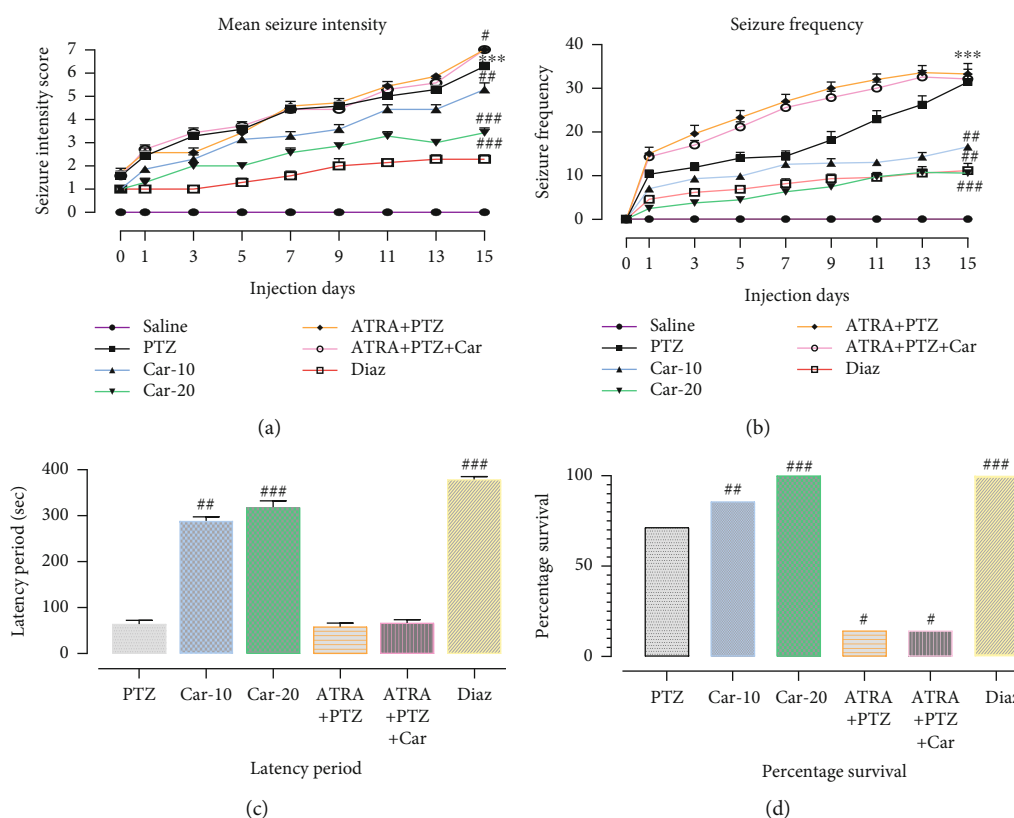 Mean seizure intensity
7
6
5
4
3
2
1
0
Seizure intensity score
#
***
##
###
###
0 1 3 5 7 9 11 13 15
Injection days
Saline
PTZ
Car-10
Car-20
ATRA+PTZ
ATRA+PTZ+Car
Diaz
(a)
Seizure frequency
40
30
20
10
0
Seizure frequency
***
##
##
###
0 1 3 5 7 9 11 13 15
Injection days
Saline
PTZ
Car-10
Car-20
ATRA+PTZ
ATRA+PTZ+Car
Diaz
(b)
400
300
200
100
0
Latency period (sec)
##
###
###
PTZ Car-10 Car-20 ATRA ATRA Diaz
+PTZ +PTZ
+Car
Latency period
(c)
100
50
0
Percentage survival
##
###
#
#
###
PTZ Car-10 Car-20 ATRA ATRA Diaz
+PTZ +PTZ
+Car
Percentage survival
(d)